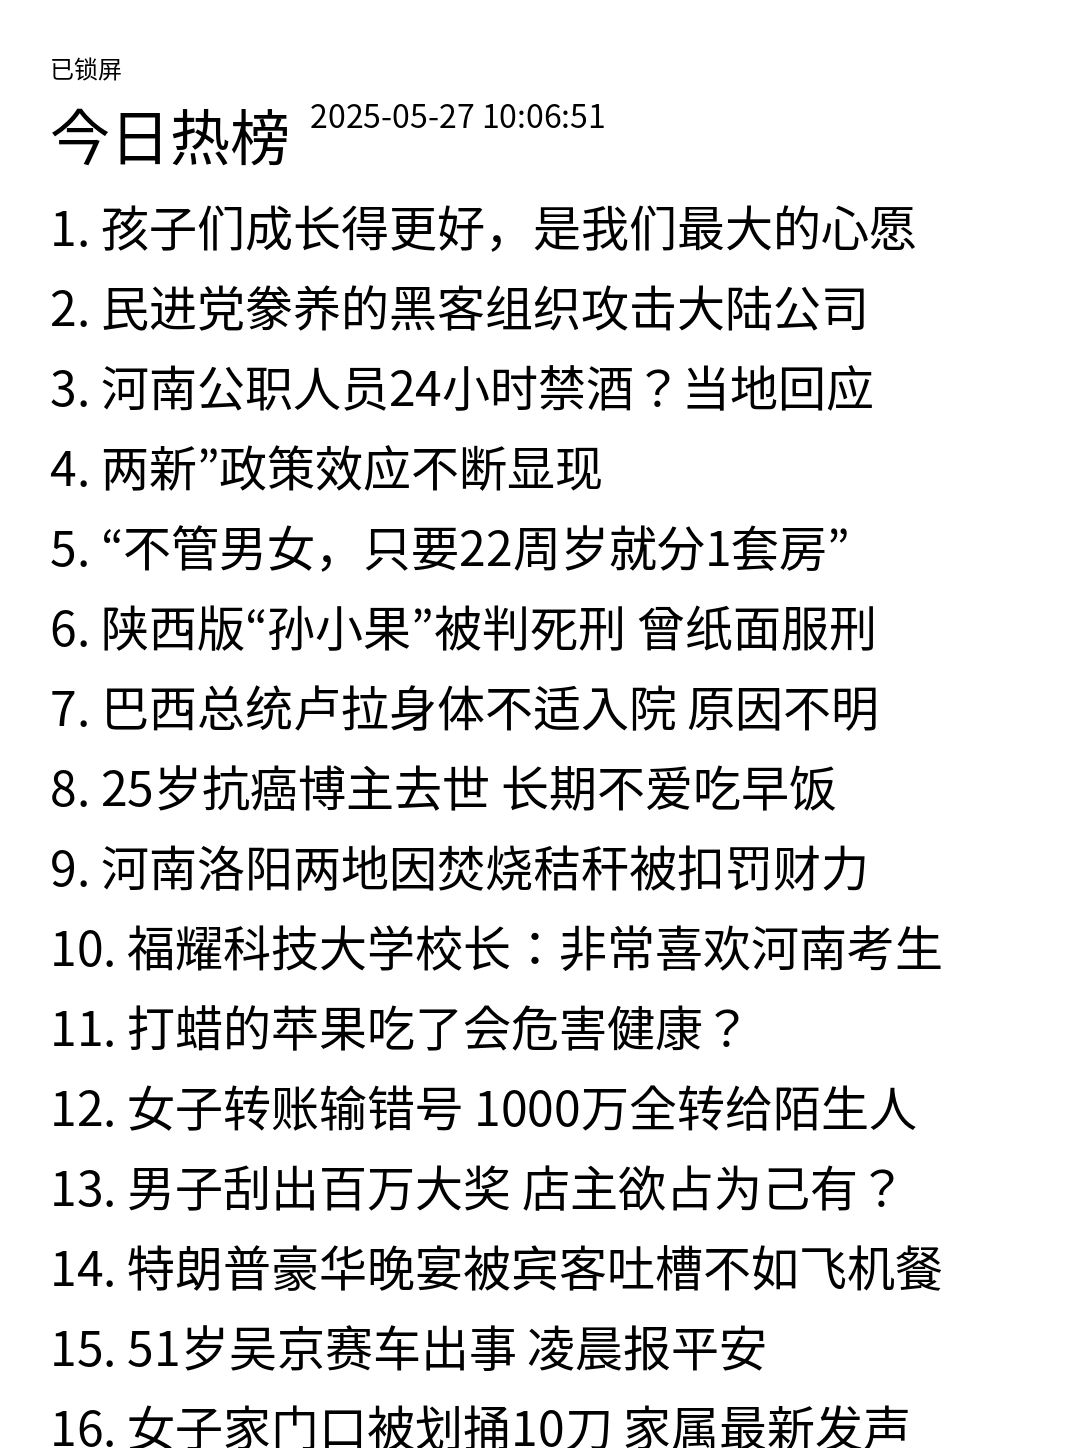 已锁屏
今日热榜 2025-05-27 10:06:51
1. 孩子们成长得更好，是我们最大的心愿
2. 民进党豢养的黑客组织攻击大陆公司
3. 河南公职人员24小时禁酒？当地回应
4. 两新”政策效应不断显现
5. “不管男女，只要22周岁就分1套房”
6. 陕西版“孙小果”被判死刑 曾纸面服刑
7. 巴西总统卢拉身体不适入院 原因不明
8. 25岁抗癌博主去世 长期不爱吃早饭
9. 河南洛阳两地因焚烧秸秆被扣罚财力
10. 福耀科技大学校长：非常喜欢河南考生
11. 打蜡的苹果吃了会危害健康？
12. 女子转账输错号 1000万全转给陌生人
13. 男子刮出百万大奖 店主欲占为己有？
14. 特朗普豪华晚宴被宾客吐槽不如飞机餐
15. 51岁吴京赛车出事 凌晨报平安
16. 女子家门口被划捅10刀 家属最新发声